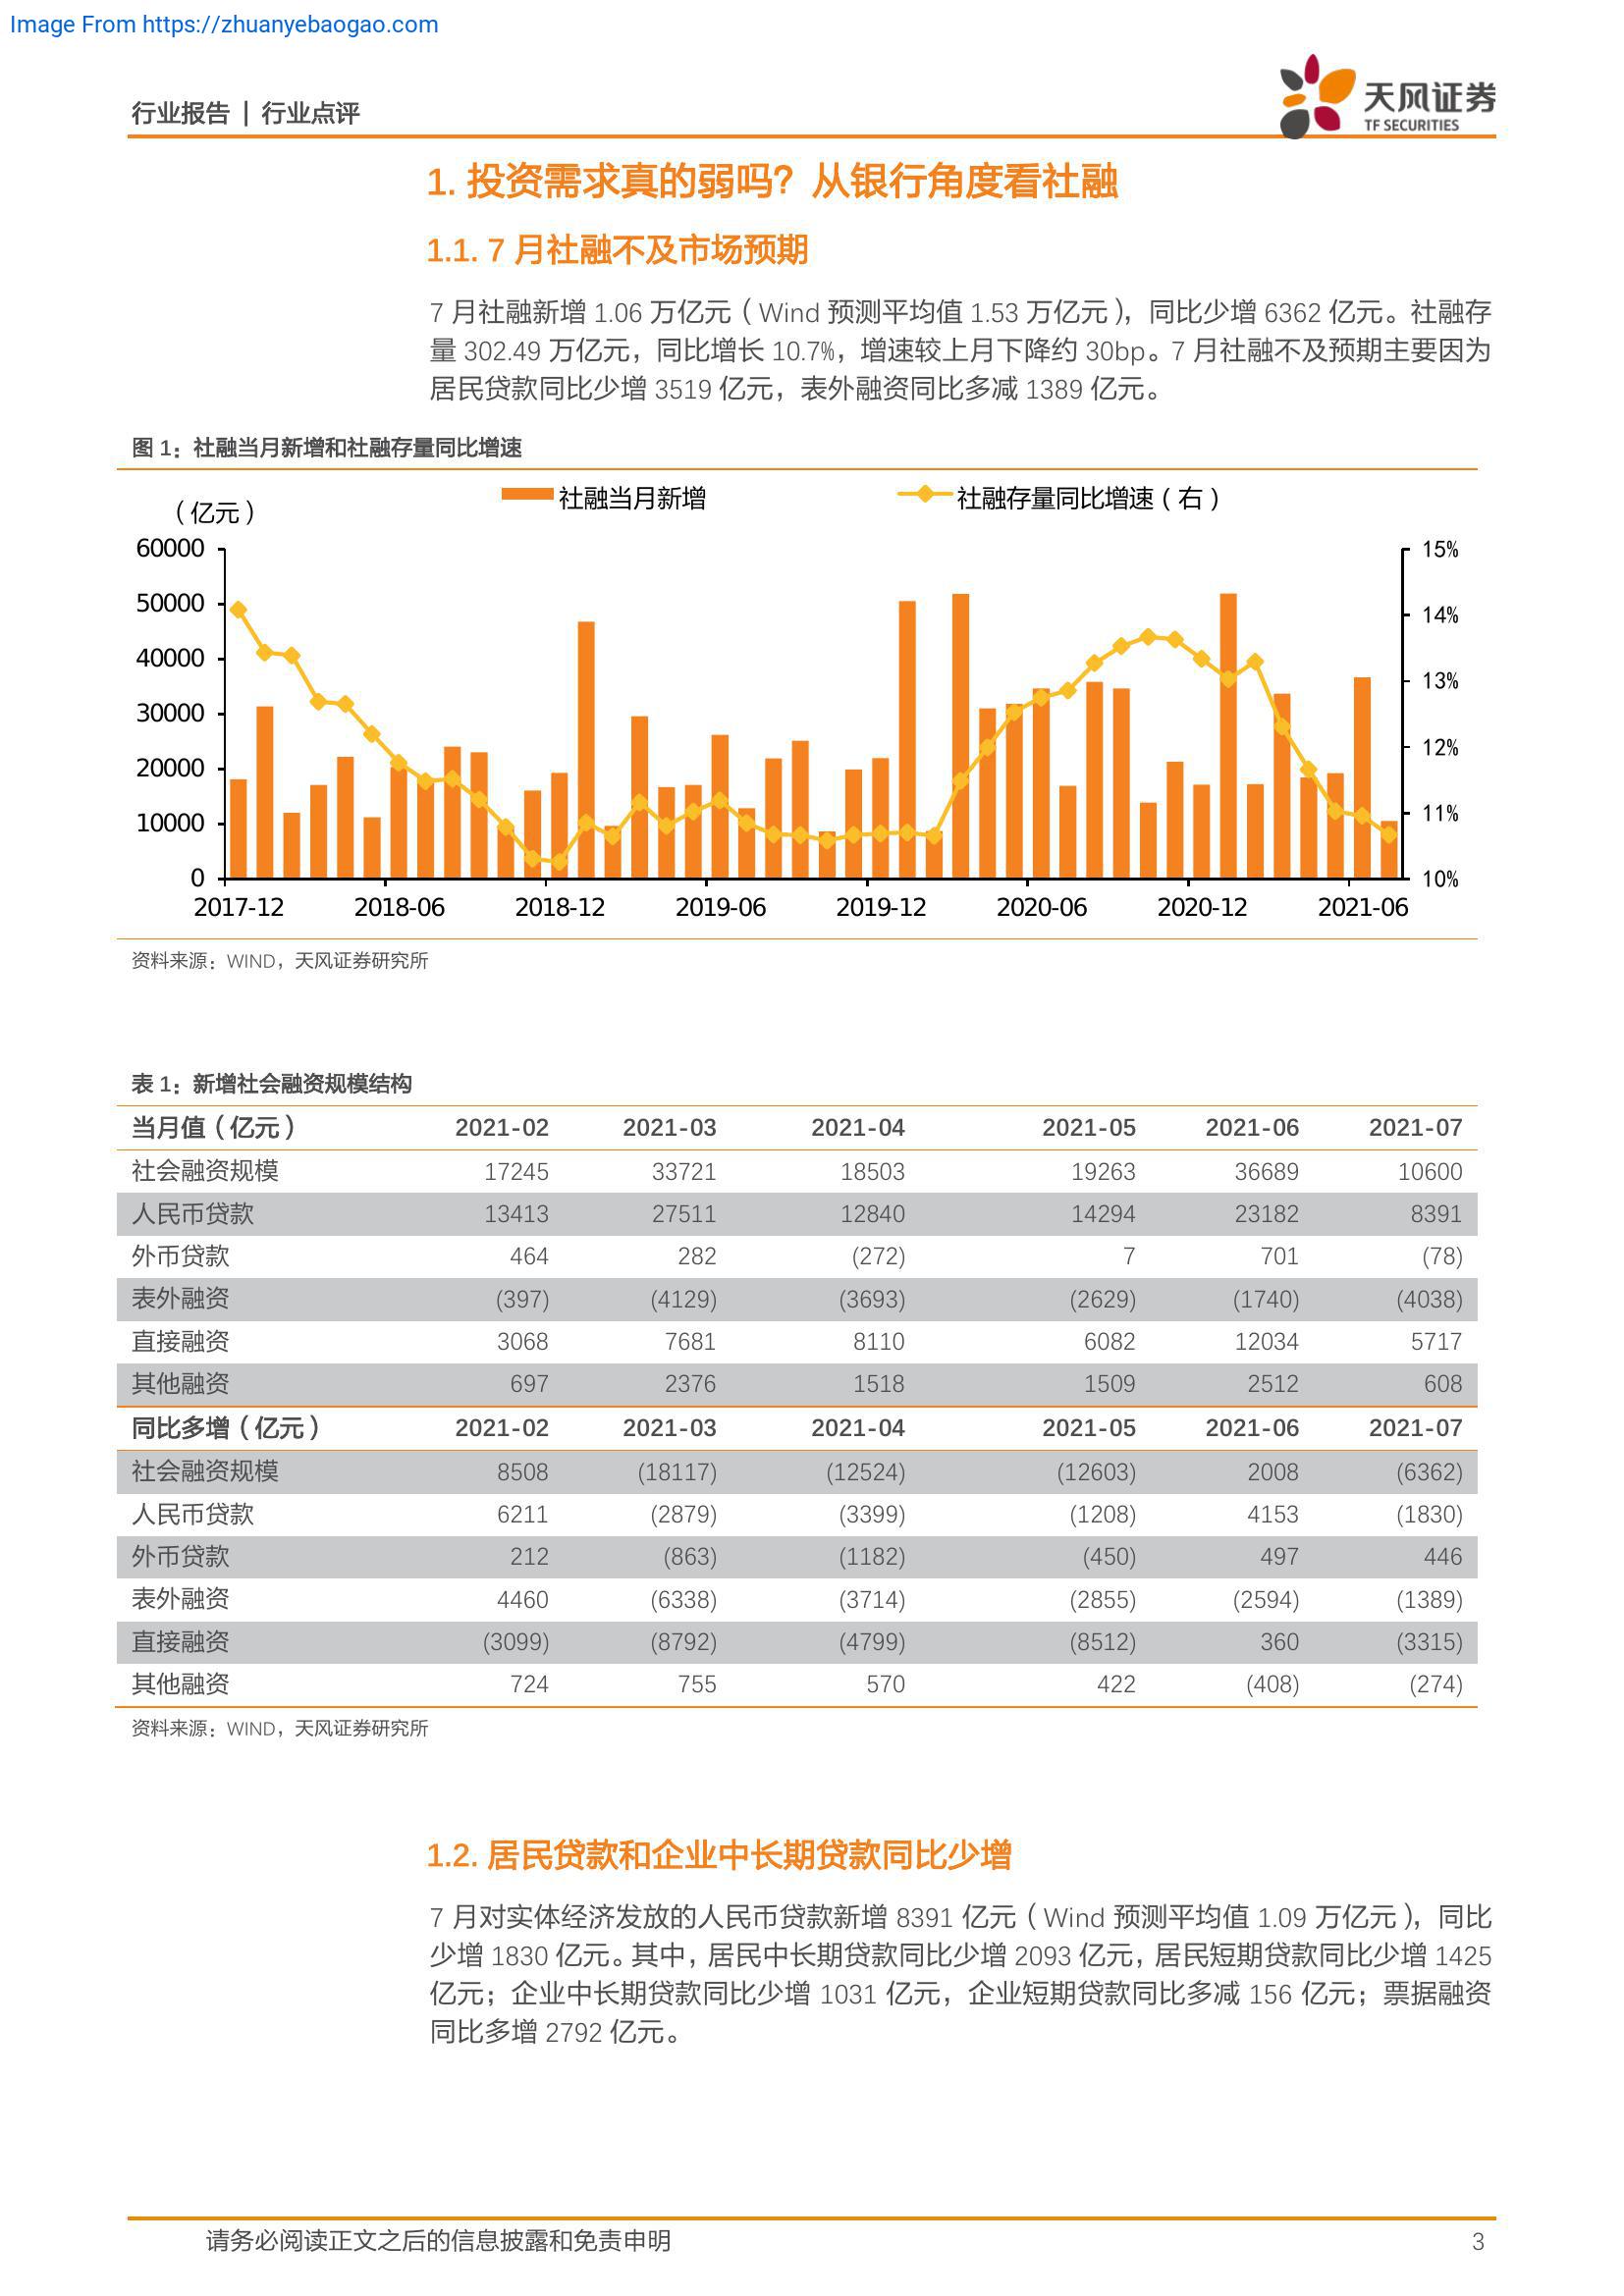 Image From https://zhuanyebaogao.com
行业报告 | 行业点评
天风证券
TF SECURITIES
1. 投资需求真的弱吗？从银行角度看社融
1.1. 7 月社融不及市场预期
7 月社融新增 1.06 万亿元（Wind 预测平均值 1.53 万亿元），同比少增 6362 亿元。社融存
量 302.49 万亿元，同比增长 10.7%，增速较上月下降约 30bp。7 月社融不及预期主要因为
居民贷款同比少增 3519 亿元，表外融资同比多减 1389 亿元。
图 1：社融当月新增和社融存量同比增速
（亿元） 社融当月新增 社融存量同比增速（右）
60000 15%
50000 14%
40000 13%
30000 12%
20000 11%
10000 10%
0
2017-12 2018-06 2018-12 2019-06 2019-12 2020-06 2020-12 2021-06
资料来源：WIND，天风证券研究所
表 1：新增社会融资规模结构
当月值（亿元） 2021-02 2021-03 2021-04 2021-05 2021-06 2021-07
社会融资规模 17245 33721 18503 19263 36689 10600
人民币贷款 13413 27511 12840 14294 23182 8391
外币贷款 464 282 (272) 7 701 (78)
表外融资 (397) (4129) (3693) (2629) (1740) (4038)
直接融资 3068 7681 8110 6082 12034 5717
其他融资 697 2376 1518 1509 2512 608
同比多增（亿元） 2021-02 2021-03 2021-04 2021-05 2021-06 2021-07
社会融资规模 8508 (18117) (12524) (12603) 2008 (6362)
人民币贷款 6211 (2879) (3399) (1208) 4153 (1830)
外币贷款 212 (863) (1182) (450) 497 446
表外融资 4460 (6338) (3714) (2855) (2594) (1389)
直接融资 (3099) (8792) (4799) (8512) 360 (3315)
其他融资 724 755 570 422 (408) (274)
资料来源：WIND，天风证券研究所
1.2. 居民贷款和企业中长期贷款同比少增
7 月对实体经济发放的人民币贷款新增 8391 亿元（Wind 预测平均值 1.09 万亿元），同比
少增 1830 亿元。其中，居民中长期贷款同比少增 2093 亿元，居民短期贷款同比少增 1425
亿元；企业中长期贷款同比少增 1031 亿元，企业短期贷款同比多减 156 亿元；票据融资
同比多增 2792 亿元。
请务必阅读正文之后的信息披露和免责申明 3